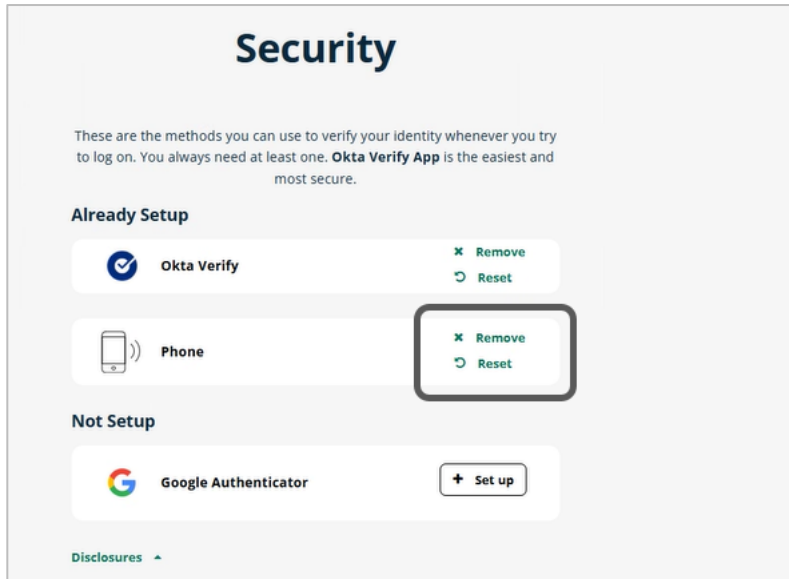 Security
These are the methods you can use to verify your identity whenever you try
to log on. You always need at least one. Okta Verify App is the easiest and
most secure.
Already Setup
Okta Verify
Remove
Reset
Phone
Remove
Reset
Not Setup
Google Authenticator
+ Set up
Disclosures